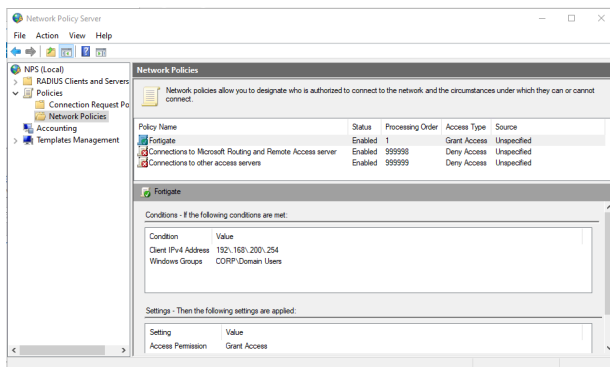 Network Policy Server
File Action View Help
NPS (Local)
RADIUS Clients and Servers
Policies
Connection Request Po
Network Policies
Accounting
Templates Management
Network Policies
Network policies allow you to designate who is authorized to connect to the network and the circumstances under which they can or cannot
connect.
Policy Name Status Processing Order Access Type Source
Fortigate Enabled 1 Grant Access Unspecified
Connections to Microsoft Routing and Remote Access server Enabled 999998 Deny Access Unspecified
Connections to other access servers Enabled 999999 Deny Access Unspecified
Fortigate
Conditions - If the following conditions are met:
Condition Value
Client IPv4 Address 192\.168\.200\.254
Windows Groups CORP\Domain Users
Settings - Then the following settings are applied:
Setting Value
Access Permission Grant Access